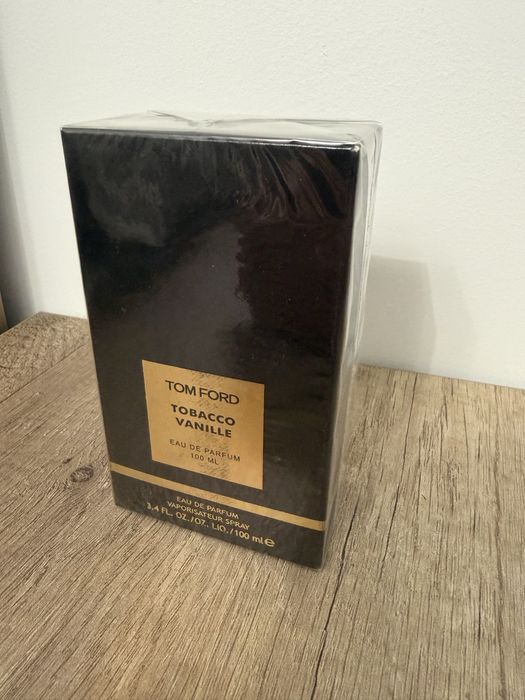 TOM FORD
TOBACCO
VANILLE
EAU DE PARFUM
100 ML
EAU DE PARFUM
VAPORISATEUR SPRAY
3.4 FL. OZ./OZ. LIQ./100 ml e